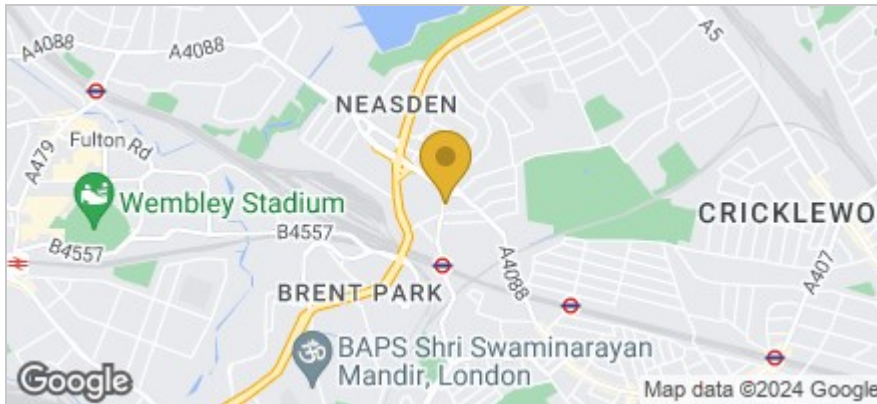 A4088
A4088
A5
NEASDEN
Fulton Rd
A479
Wembley Stadium
B4557
B4557
CRICKLEWO
A4088
A407
BRENT PARK
BAPS Shri Swaminarayan
Mandir, London
Google
Map data ©2024 Google